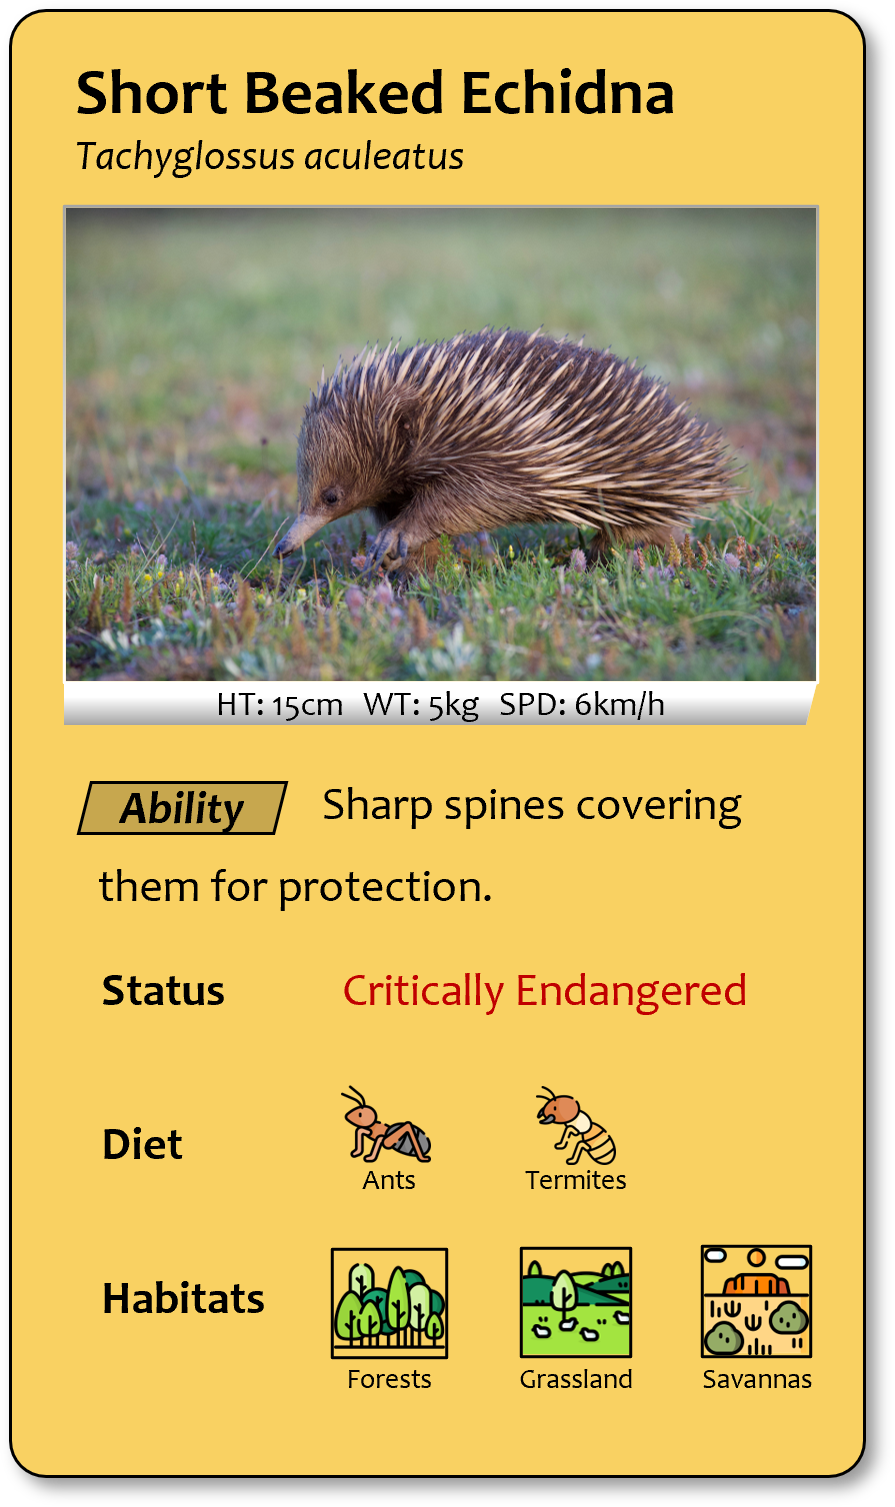 Short Beaked Echidna
Tachyglossus aculeatus
HT: 15cm WT: 5kg SPD: 6km/h
Ability Sharp spines covering
them for protection.
Status Critically Endangered
Diet
Ants Termites
Habitats
Forests Grassland Savannas